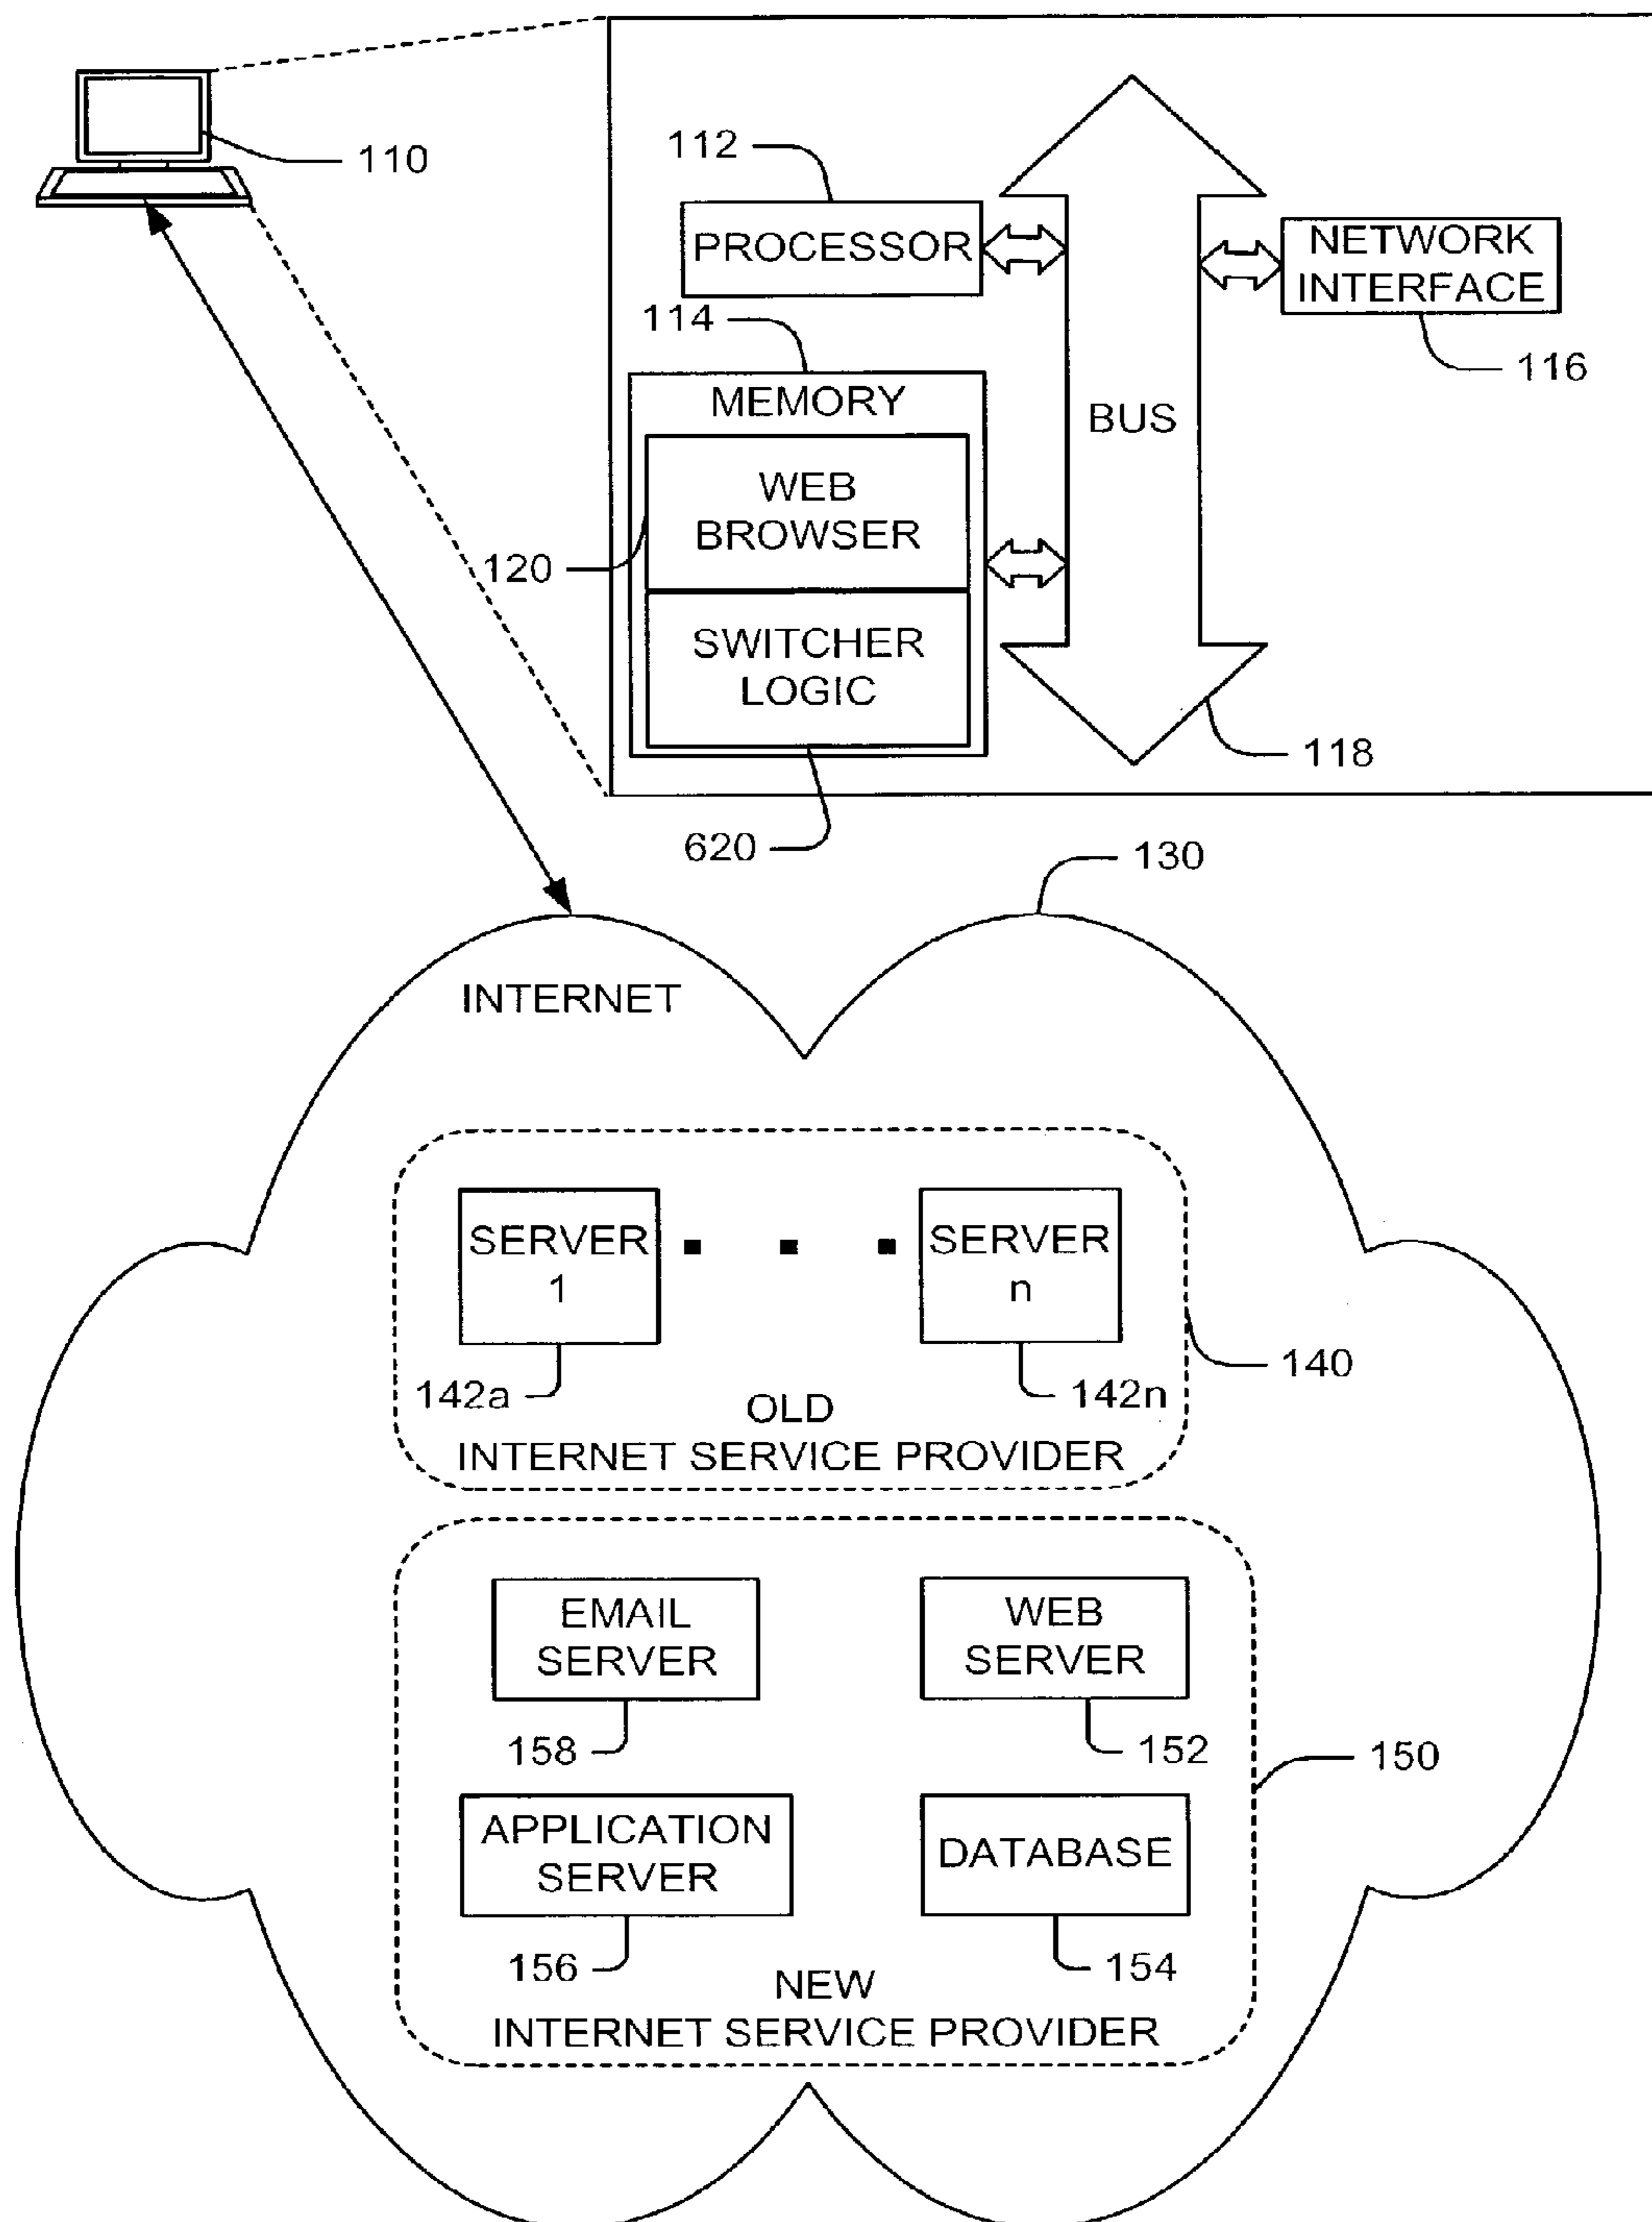 110
112
PROCESSOR
NETWORK
INTERFACE
116
114
MEMORY
BUS
WEB
BROWSER
120
SWITCHER
LOGIC
118
620
130
INTERNET
SERVER
1
SERVER
n
142a
142n
140
OLD
INTERNET SERVICE PROVIDER
EMAIL
SERVER
WEB
SERVER
158
152
150
APPLICATION
SERVER
DATABASE
156
154
NEW
INTERNET SERVICE PROVIDER